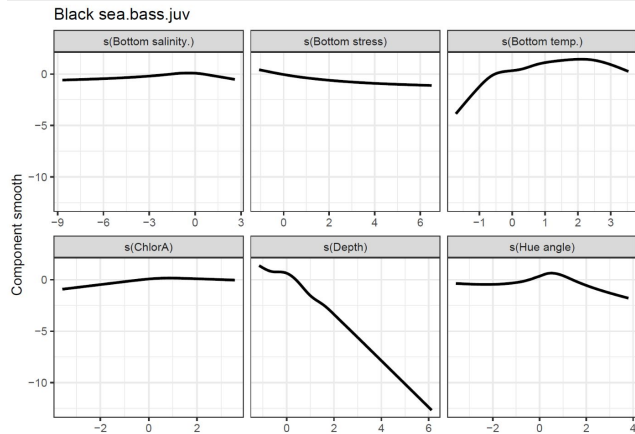 Black sea.bass.juv
s(Bottom salinity.) s(Bottom stress) s(Bottom temp.)
0
−5
−10
−9 −6 −3 0 3 0 2 4 6 −1 0 1 2 3
Component smooth
s(ChlorA) s(Depth) s(Hue angle)
0
−5
−10
−2 0 2 0 2 4 6 −2 0 2 4